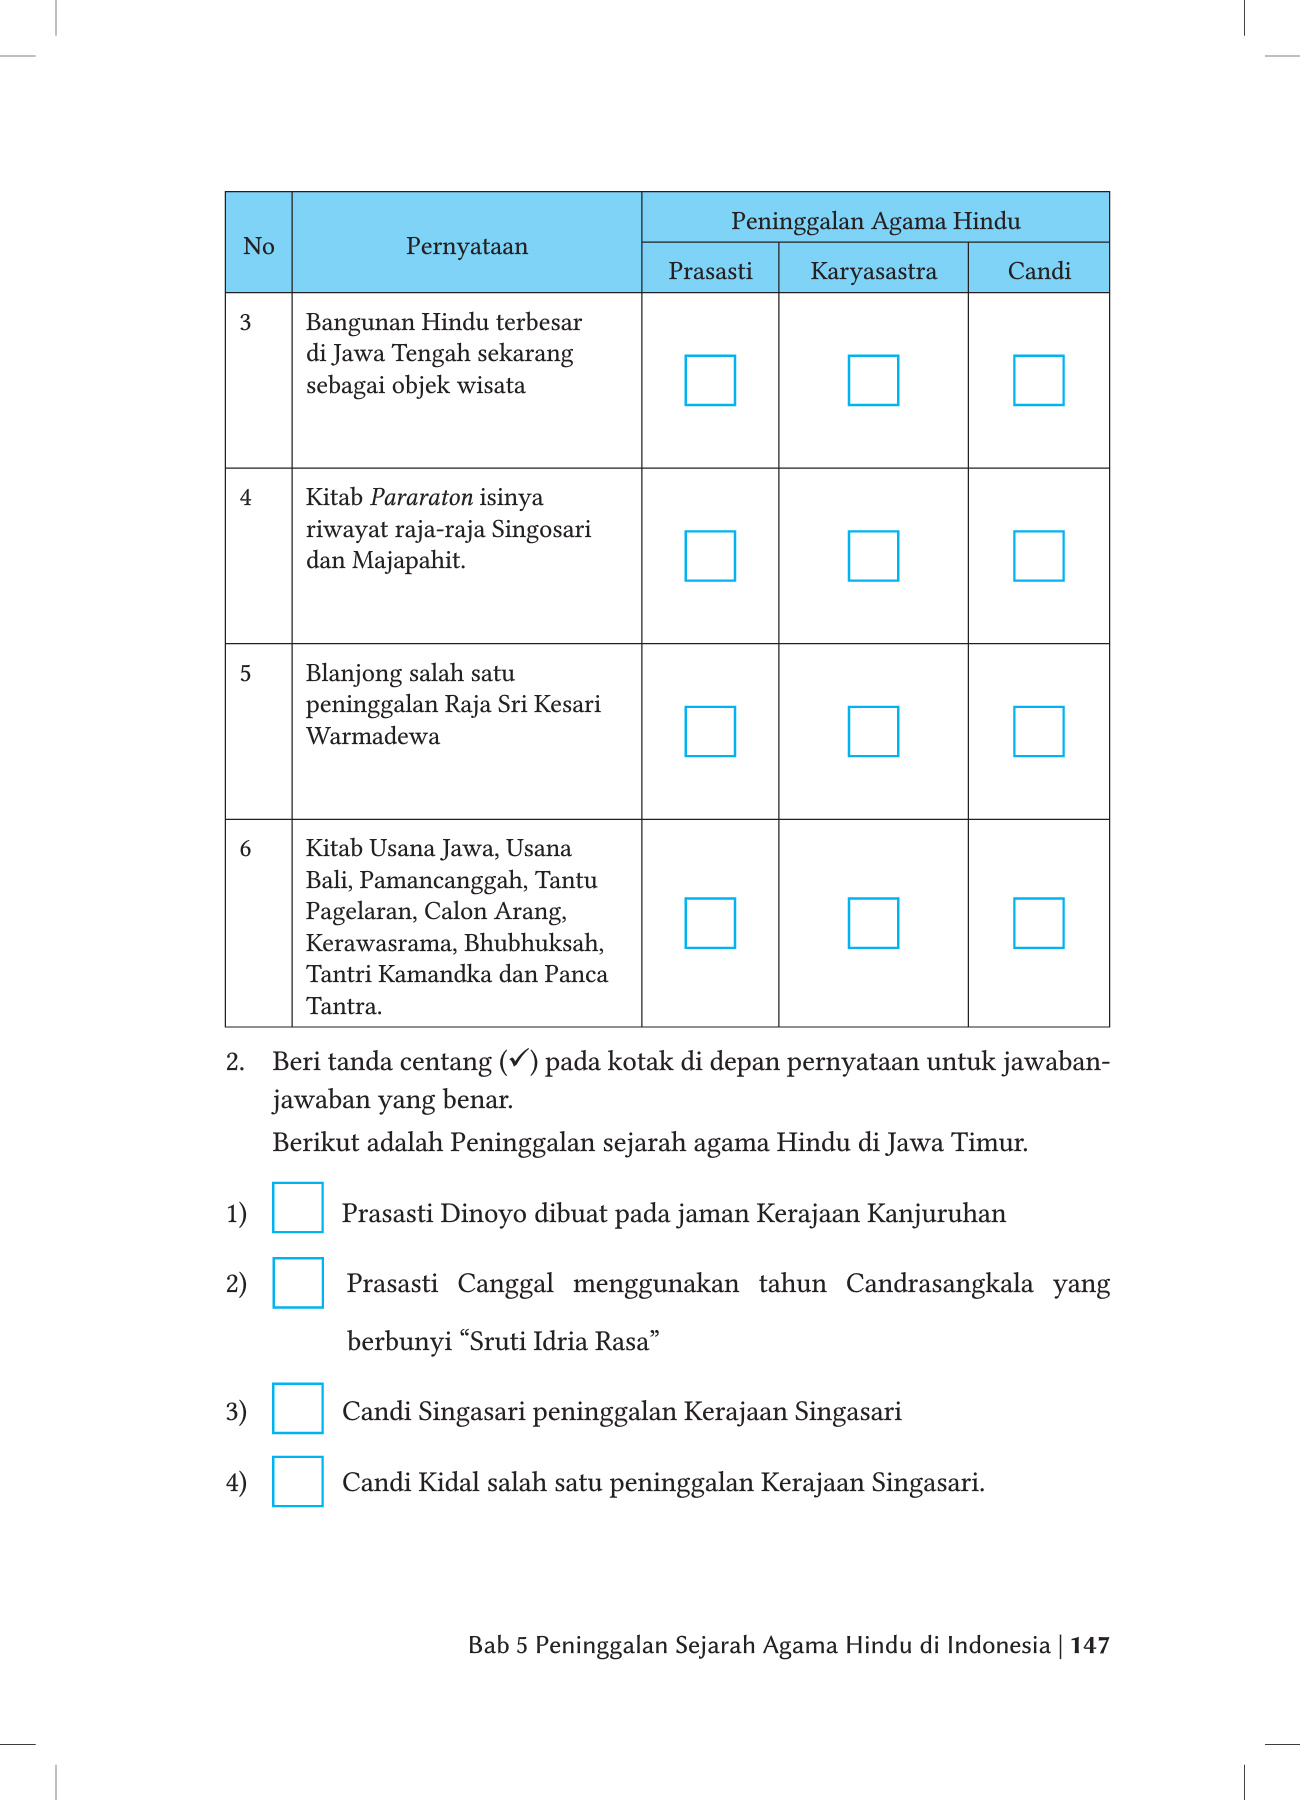 No
Pernyataan
Peninggalan Agama Hindu
Prasasti
Karyasastra
Candi
3
Bangunan Hindu terbesar
di Jawa Tengah sekarang
sebagai objek wisata
4
Kitab Pararaton isinya
riwayat raja-raja Singosari
dan Majapahit.
5
Blanjong salah satu
peninggalan Raja Sri Kesari
Warmadewa
6
Kitab Usana Jawa, Usana
Bali, Pamancanggah, Tantu
Pagelaran, Calon Arang,
Kerawasrama, Bhubhuksah,
Tantri Kamandka dan Panca
Tantra.
2. Beri tanda centang (✓) pada kotak di depan pernyataan untuk jawaban-
jawaban yang benar.
Berikut adalah Peninggalan sejarah agama Hindu di Jawa Timur.
1) Prasasti Dinoyo dibuat pada jaman Kerajaan Kanjuruhan
2) Prasasti Canggal menggunakan tahun Candrasangkala yang
berbunyi “Sruti Idria Rasa”
3) Candi Singasari peninggalan Kerajaan Singasari
4) Candi Kidal salah satu peninggalan Kerajaan Singasari.
Bab 5 Peninggalan Sejarah Agama Hindu di Indonesia | 147